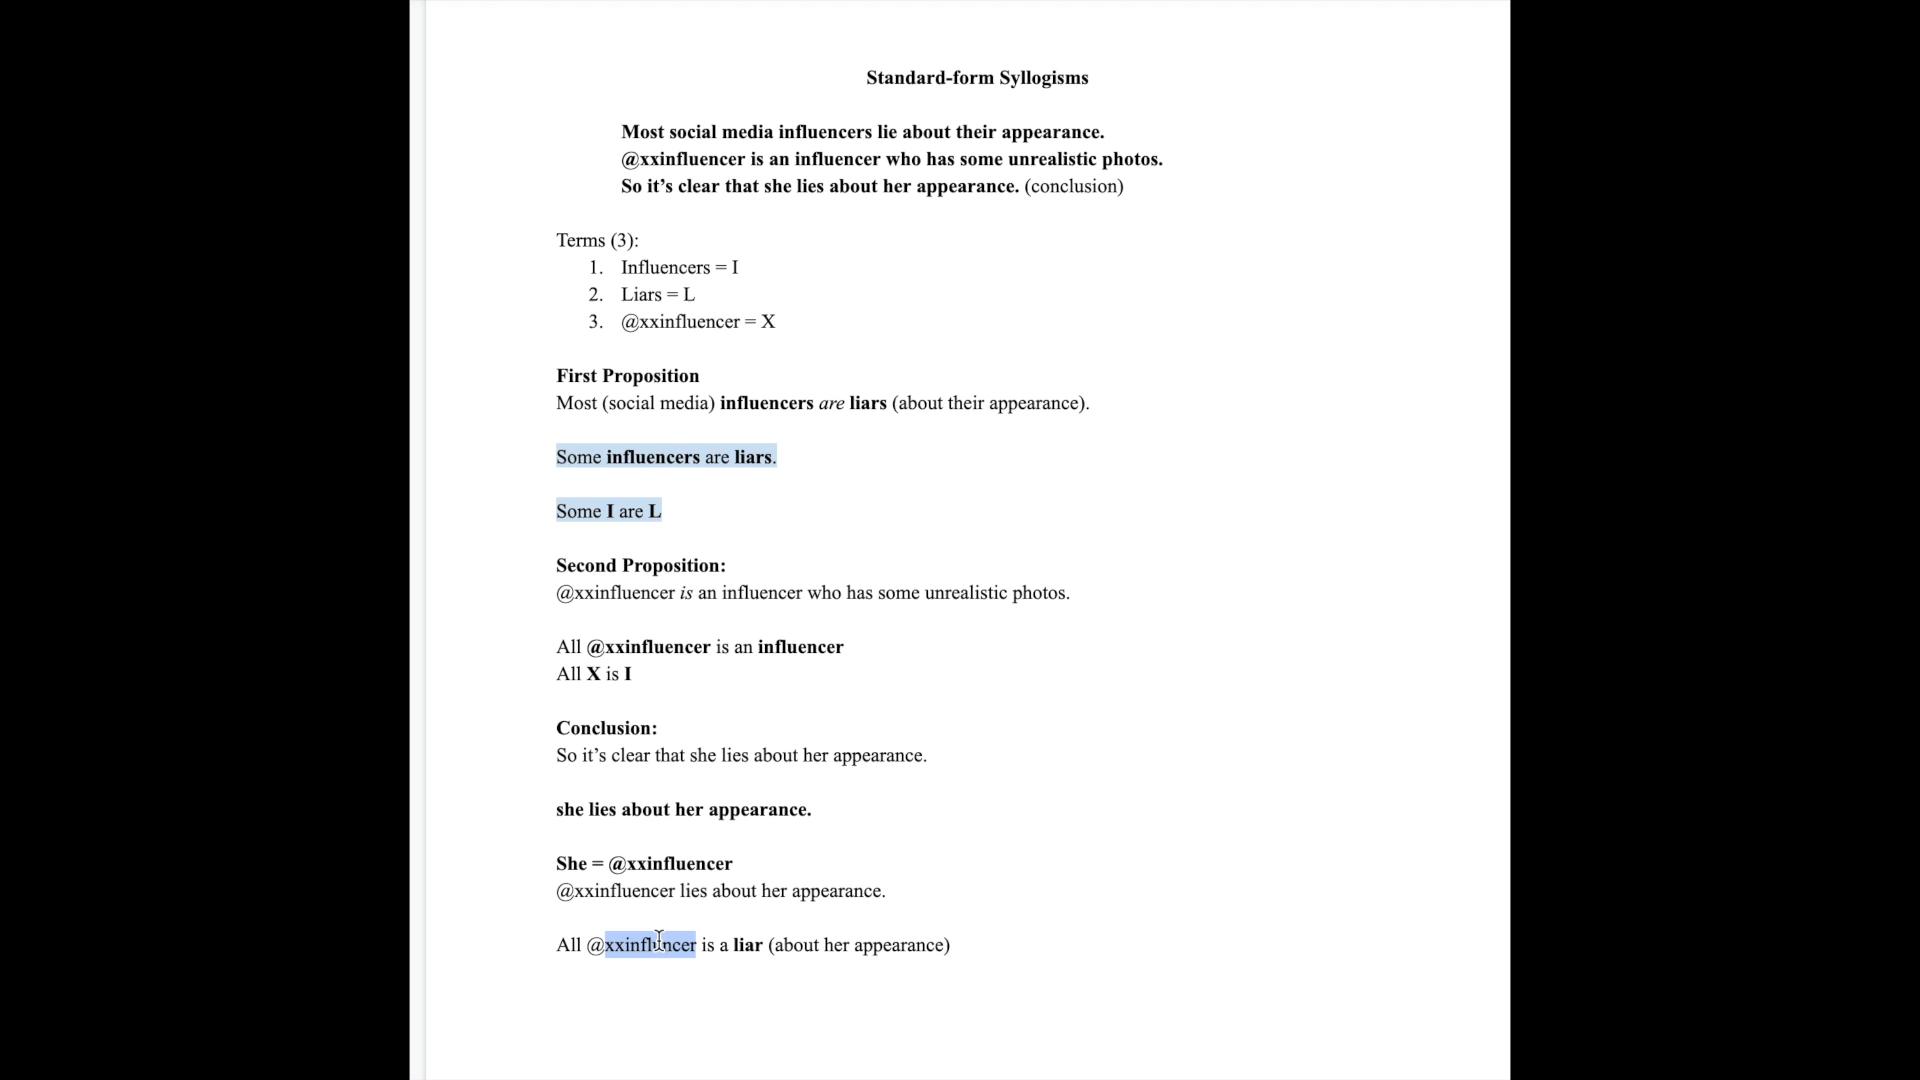 Standard-form Syllogisms
Most social media influencers lie about their appearance.
@xxinfluencer is an influencer who has some unrealistic photos.
So it’s clear that she lies about her appearance. (conclusion)
Terms (3):
1. Influencers = I
2. Liars = L
3. @xxinfluencer = X
First Proposition
Most (social media) influencers are liars (about their appearance).
Some influencers are liars.
Some I are L
Second Proposition:
@xxinfluencer is an influencer who has some unrealistic photos.
All @xxinfluencer is an influencer
All X is I
Conclusion:
So it’s clear that she lies about her appearance.
she lies about her appearance.
She = @xxinfluencer
@xxinfluencer lies about her appearance.
All @xxinfluencer is a liar (about her appearance)